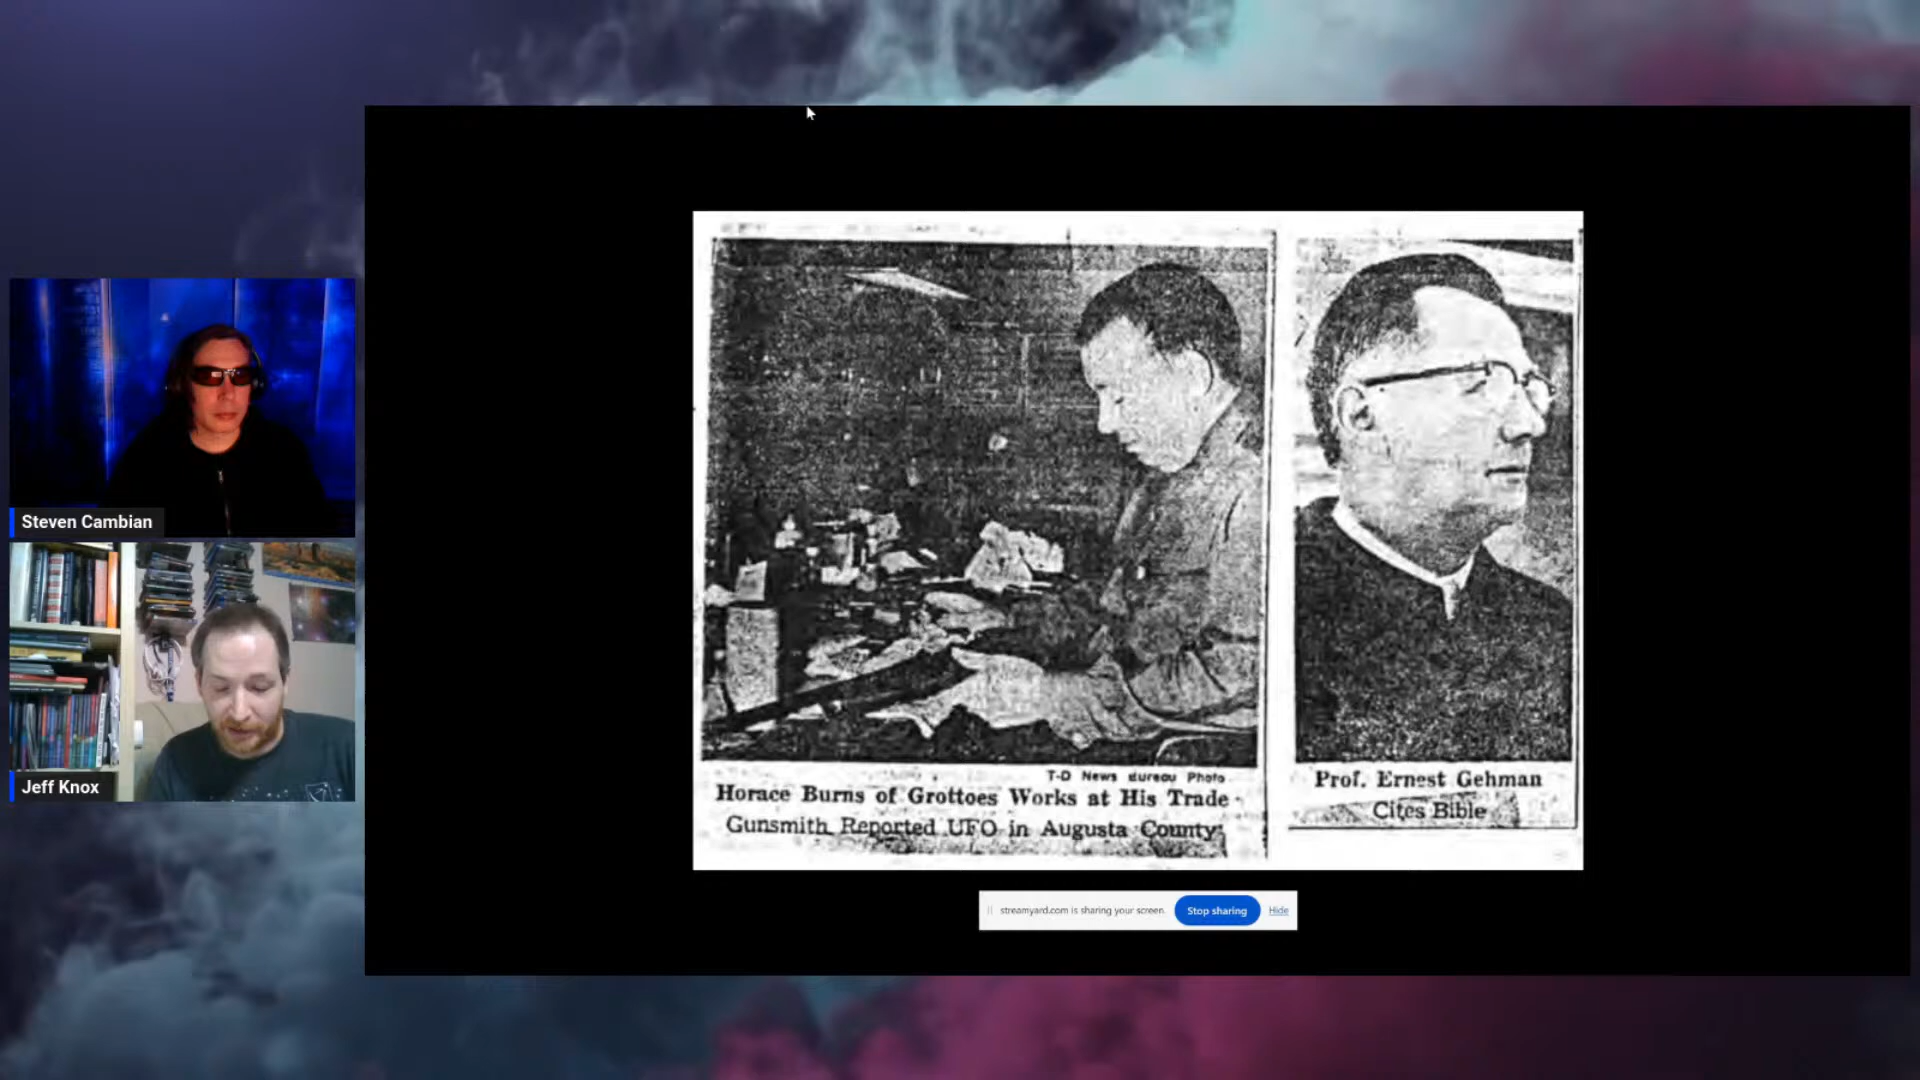 Steven Cambian
Jeff Knox
T-D News Bureau Photo
Horace Burns of Grottoes Works at His Trade
Gunsmith Reported UFO in Augusta County
Prof. Ernest Gehman
Cites Bible
streamyard.com is sharing your screen.
Stop sharing
Hide